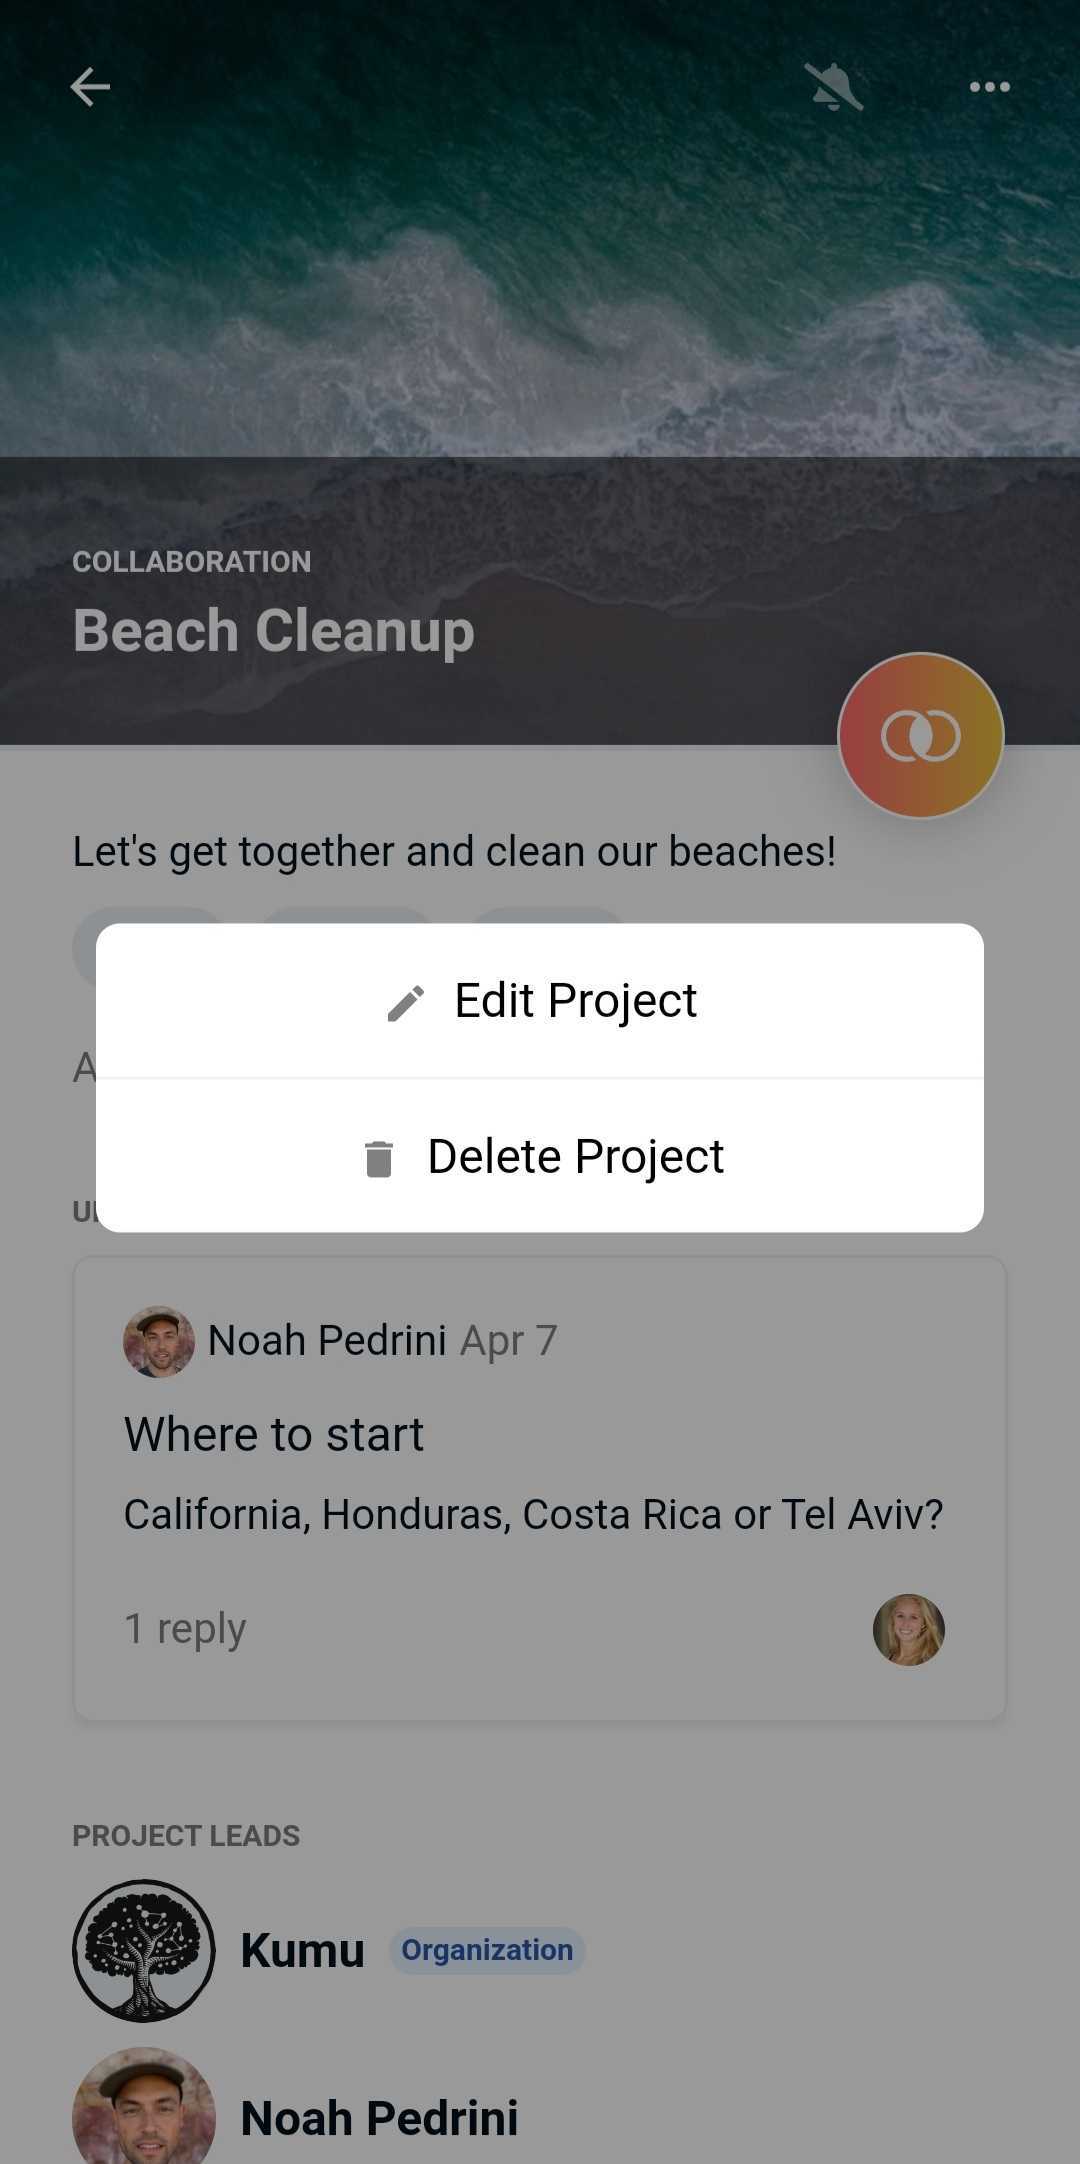 COLLABORATION
Beach Cleanup
Let's get together and clean our beaches!
Edit Project
Delete Project
Noah Pedrini Apr 7
Where to start
California, Honduras, Costa Rica or Tel Aviv?
1 reply
PROJECT LEADS
Kumu Organization
Noah Pedrini